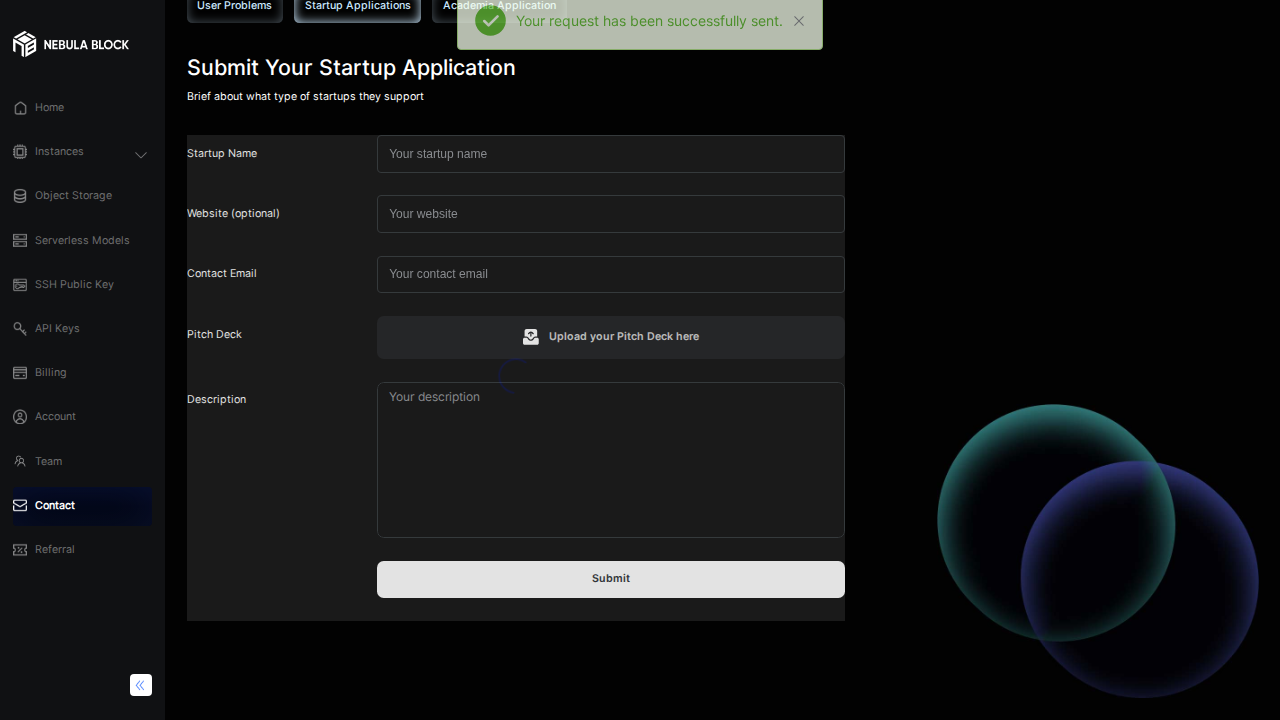 User Problems
Startup Applications
Academia Application
Your request has been successfully sent.
NEBULA BLOCK
Submit Your Startup Application
Brief about what type of startups they support
Home
Instances
Object Storage
Serverless Models
SSH Public Key
API Keys
Billing
Account
Team
Contact
Referral
Startup Name
Your startup name
Website (optional)
Your website
Contact Email
Your contact email
Pitch Deck
Upload your Pitch Deck here
Description
Your description
Submit